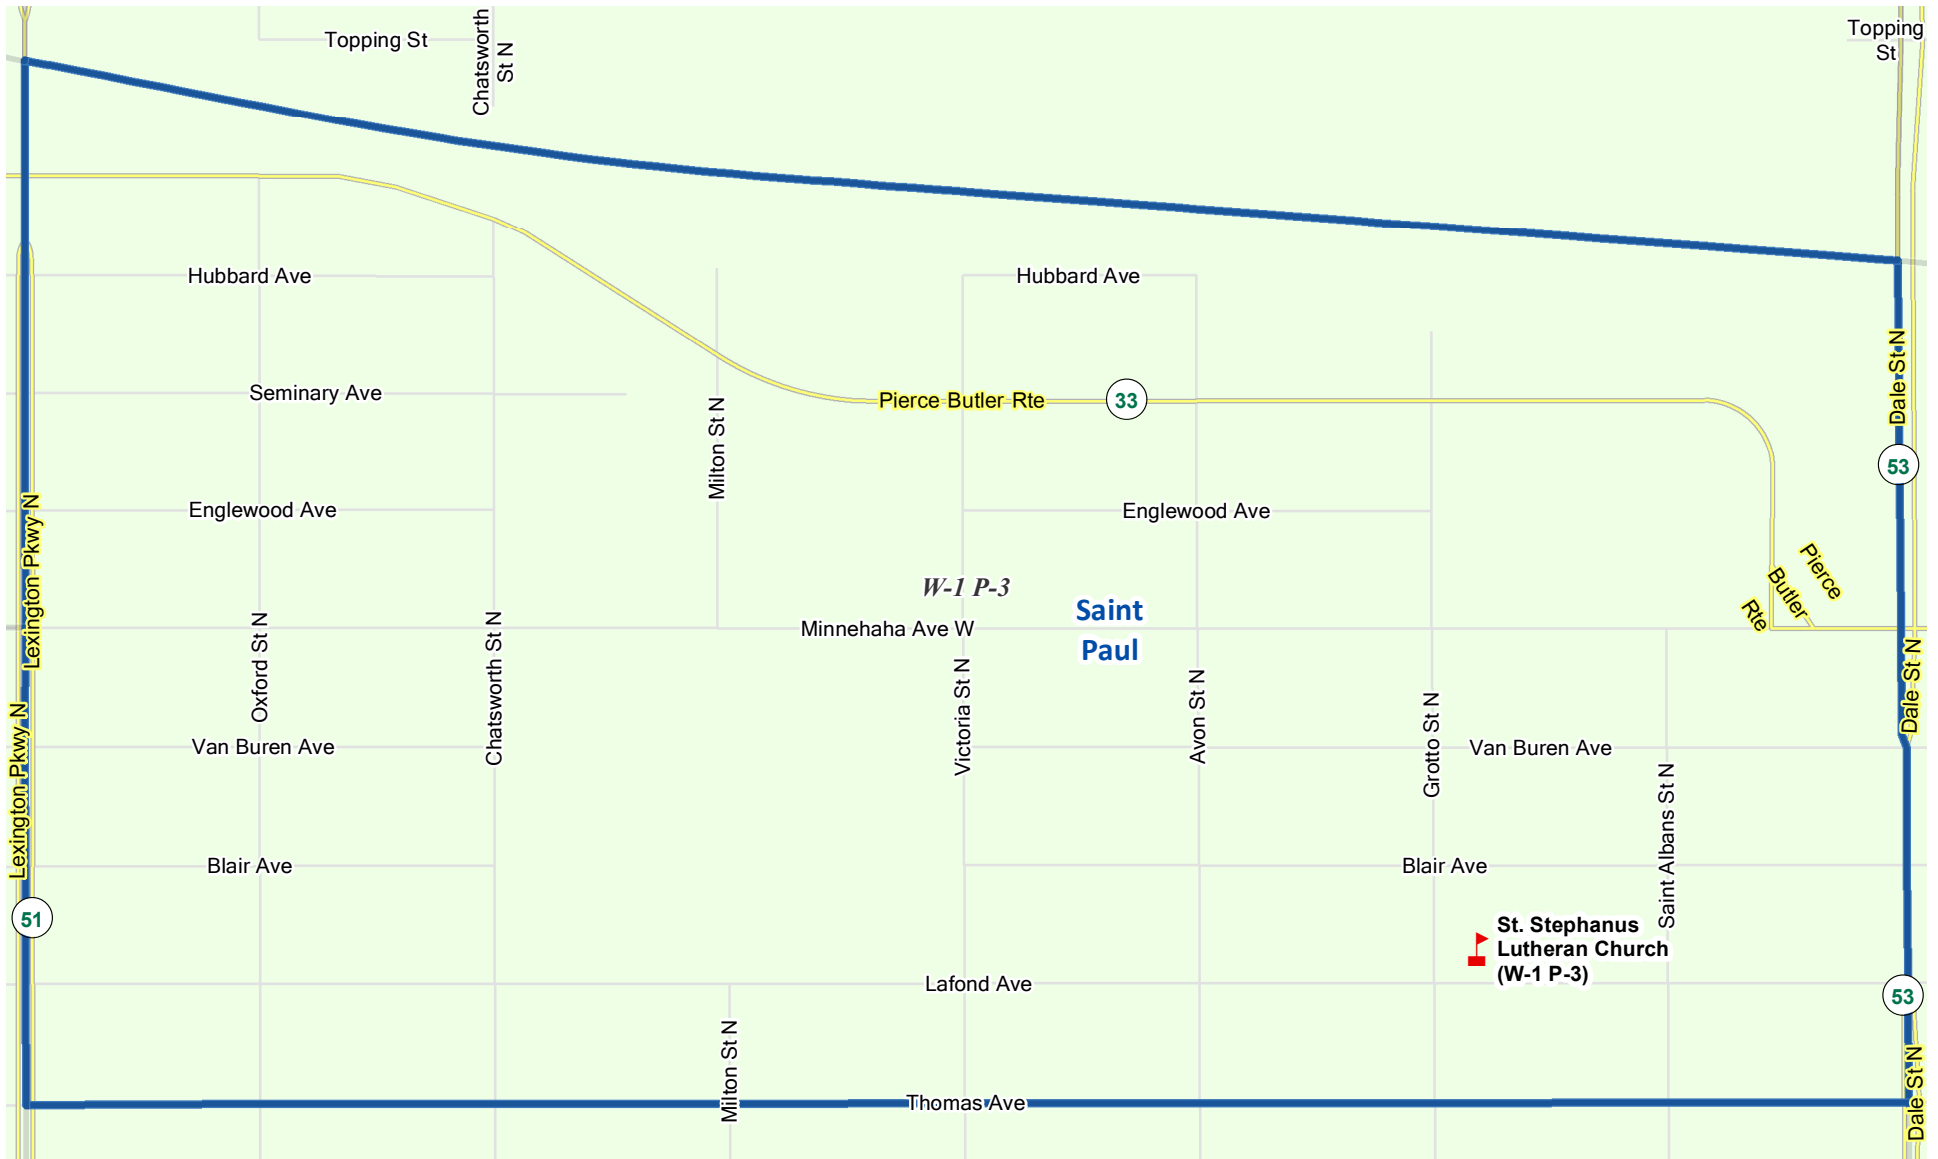 Topping St
Chatsworth
St N
Topping
St
Hubbard Ave
Hubbard Ave
Dale St N
Seminary Ave
Pierce Butler Rte
33
Milton St N
53
Lexington Pkwy N
Englewood Ave
Englewood Ave
Pierce
Butler
Rte
W-1 P-3
Saint
Paul
Minnehaha Ave W
Oxford St N
Chatsworth St N
Victoria St N
Avon St N
Grotto St N
Dale St N
Lexington Pkwy N
Van Buren Ave
Van Buren Ave
Saint Albans St N
Blair Ave
Blair Ave
51
St. Stephanus
Lutheran Church
(W-1 P-3)
Lafond Ave
53
Milton St N
Thomas Ave
Dale St N